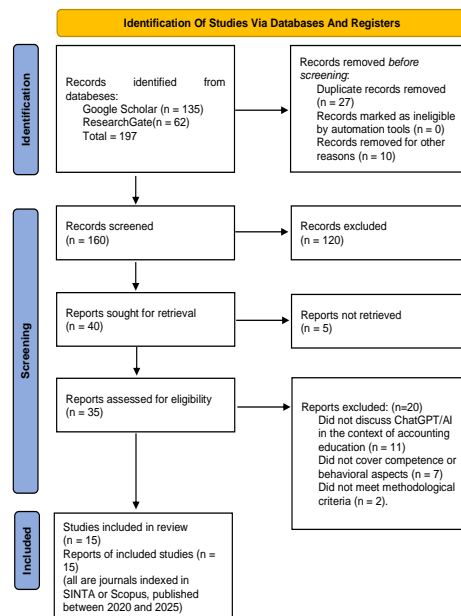 Identification Of Studies Via Databases And Registers
Identification
Records identified from
databeses:
Google Scholar (n = 135)
ResearchGate(n = 62)
Total = 197
Records removed before
screening:
Duplicate records removed
(n = 27)
Records marked as ineligible
by automation tools (n = 0)
Records removed for other
reasons (n = 10)
Screening
Records screened
(n = 160)
Records excluded
(n = 120)
Reports sought for retrieval
(n = 40)
Reports not retrieved
(n = 5)
Reports assessed for eligibility
(n = 35)
Reports excluded: (n=20)
Did not discuss ChatGPT/AI
in the context of accounting
education (n = 11)
Did not cover competence or
behavioral aspects (n = 7)
Did not meet methodological
criteria (n = 2).
Included
Studies included in review
(n = 15)
Reports of included studies (n =
15)
(all are journals indexed in
SINTA or Scopus, published
between 2020 and 2025)